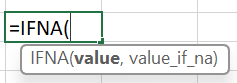 =IFNA(
IFNA(value, value_if_na)